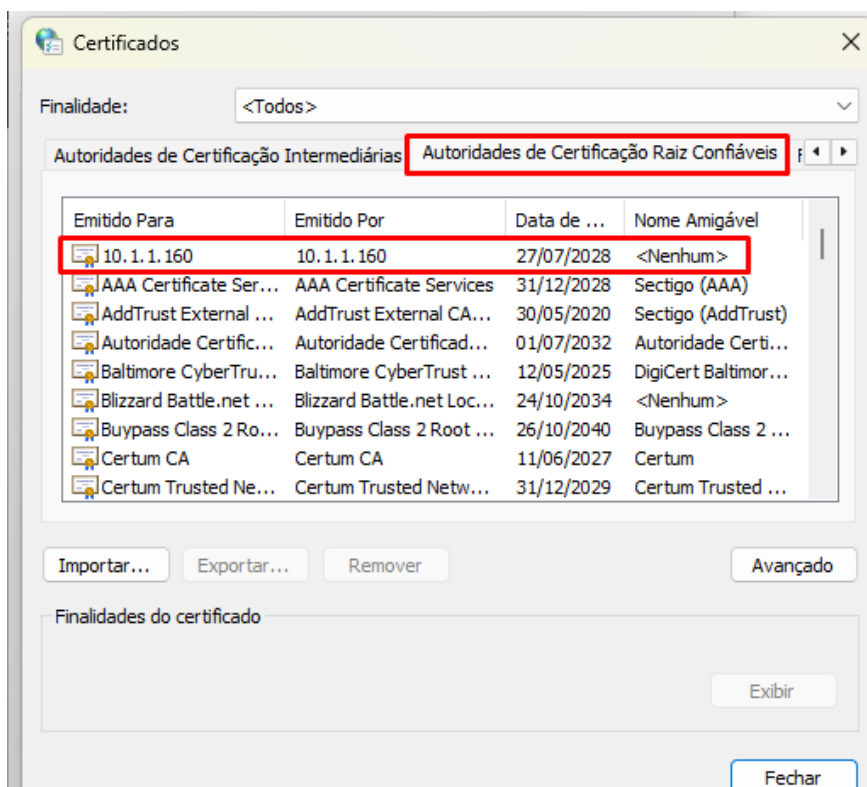 Certificados
Finalidade: <Todos>
Autoridades de Certificação Intermediárias Autoridades de Certificação Raiz Confiáveis
Emitido Para Emitido Por Data de ... Nome Amigável
10.1.1.160 10.1.1.160 27/07/2028 <Nenhum>
AAA Certificate Ser... AAA Certificate Services 31/12/2028 Sectigo (AAA)
AddTrust External ... AddTrust External CA... 30/05/2020 Sectigo (AddTrust)
Autoridade Certific... Autoridade Certificad... 01/07/2032 Autoridade Certi...
Baltimore CyberTru... Baltimore CyberTrust ... 12/05/2025 DigiCert Baltimor...
Blizzard Battle.net ... Blizzard Battle.net Loc... 24/10/2034 <Nenhum>
Buypass Class 2 Ro... Buypass Class 2 Root ... 26/10/2040 Buypass Class 2 ...
Certum CA Certum CA 11/06/2027 Certum
Certum Trusted Ne... Certum Trusted Netw... 31/12/2029 Certum Trusted ...
Importar... Exportar... Remover Avançado
Finalidades do certificado
Exibir
Fechar